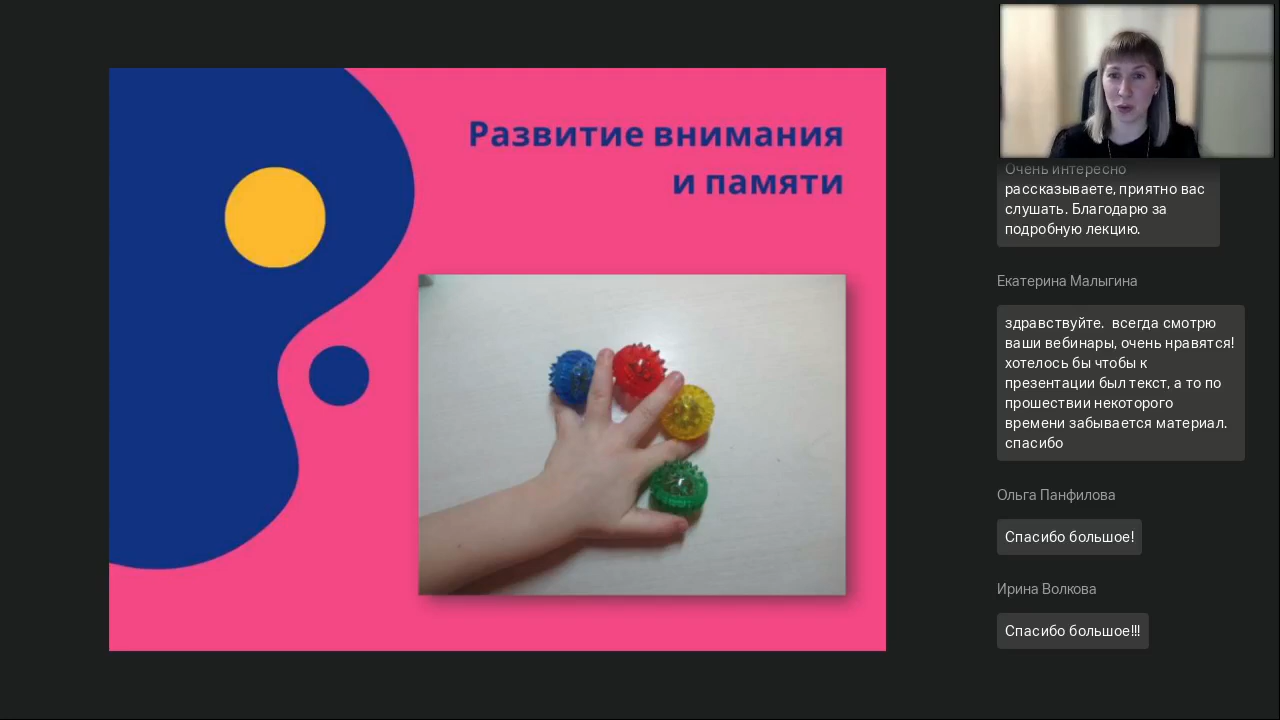 Развитие внимания
и памяти
Очень интересно
рассказываете, приятно вас
слушать. Благодарю за
подробную лекцию.
Екатерина Малыгина
здравствуйте.  всегда смотрю
ваши вебинары, очень нравятся!
хотелось бы чтобы к
презентации был текст, а то по
прошествии некоторого
времени забывается материал.
спасибо
Ольга Панфилова
Спасибо большое!
Ирина Волкова
Спасибо большое!!!